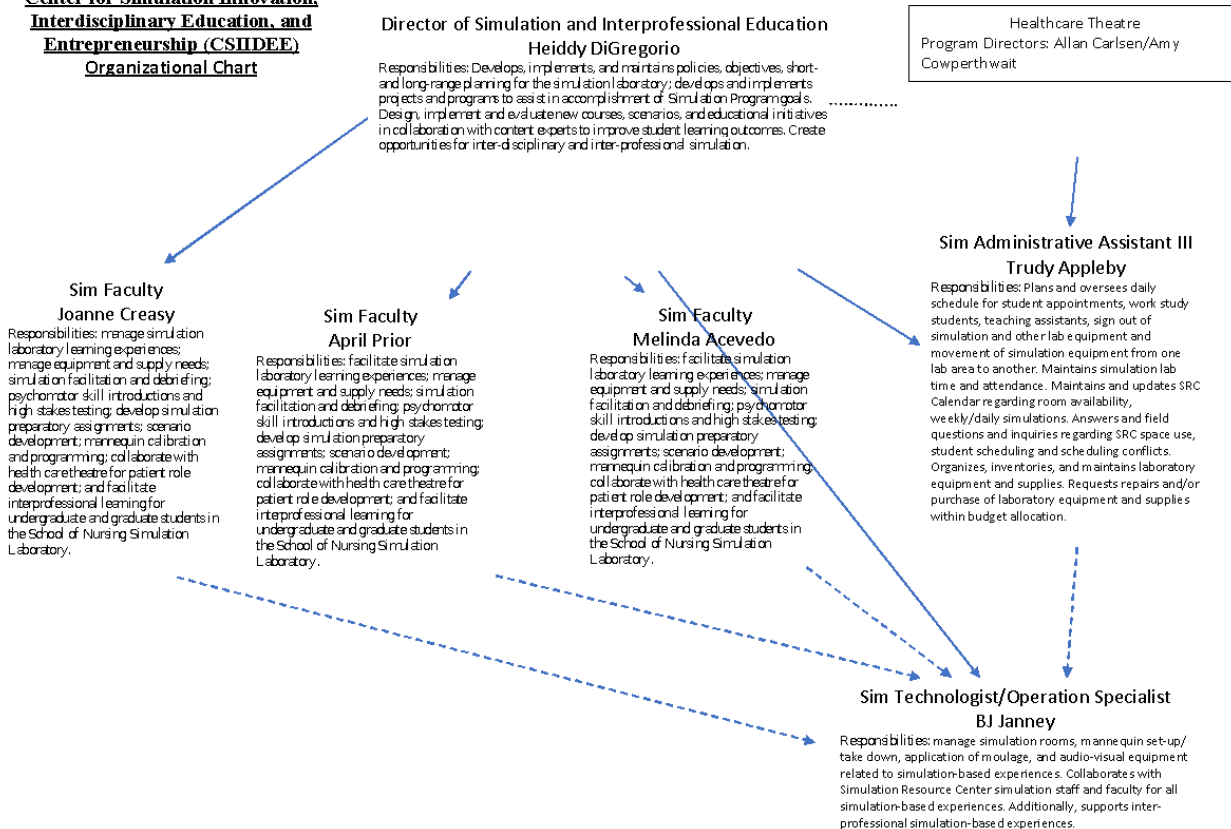 Center for Simulation Innovation,
Interdisciplinary Education, and
Entrepreneurship (CSIIDEE)
Organizational Chart
Director of Simulation and Interprofessional Education
Heiddy DiGregorio
Responsibilities: Develops, implements, and maintains policies, objectives, short-
and long-range planning for the simulation laboratory; develops and implements
projects and programs to assist in accomplishment of Simulation Program goals.
Design, implement and evaluate new courses, scenarios, and educational initiatives
in collaboration with content experts to improve student learning outcomes. Create
opportunities for inter-disciplinary and inter-professional simulation.
Healthcare Theatre
Program Directors: Allan Carlsen/Amy
Cowperthwait
Sim Faculty
Joanne Creasy
Responsibilities: manage simulation
laboratory learning experiences;
manage equipment and supply needs;
simulation facilitation and debriefing;
psychomotor skill introductions and
high stakes testing; develop simulation
preparatory assignments; scenario
development; mannequin calibration
and programming; collaborate with
health care theatre for patient role
development; and facilitate
interprofessional learning for
undergraduate and graduate students in
the School of Nursing Simulation
Laboratory.
Sim Faculty
April Prior
Responsibilities: facilitate simulation
laboratory learning experiences; manage
equipment and supply needs; simulation
facilitation and debriefing; psychomotor
skill introductions and high stakes testing;
develop simulation preparatory
assignments; scenario development;
mannequin calibration and programming;
collaborate with health care theatre for
patient role development; and facilitate
interprofessional learning for
undergraduate and graduate students in
the School of Nursing Simulation
Laboratory.
Sim Faculty
Melinda Acevedo
Responsibilities: facilitate simulation
laboratory learning experiences; manage
equipment and supply needs; simulation
facilitation and debriefing; psychomotor
skill introductions and high stakes testing;
develop simulation preparatory
assignments; scenario development;
mannequin calibration and programming;
collaborate with health care theatre for
patient role development; and facilitate
interprofessional learning for
undergraduate and graduate students in
the School of Nursing Simulation
Laboratory.
Sim Administrative Assistant III
Trudy Appleby
Responsibilities: Plans and oversees daily
schedule for student appointments, work study
students, teaching assistants, sign out of
simulation and other lab equipment and
movement of simulation equipment from one
lab area to another. Maintains simulation lab
time and attendance. Maintains and updates SRC
Calendar regarding room availability,
weekly/daily simulations. Answers and field
questions and inquiries regarding SRC space use,
student scheduling and scheduling conflicts.
Organizes, inventories, and maintains laboratory
equipment and supplies. Requests repairs and/or
purchase of laboratory equipment and supplies
within budget allocation.
Sim Technologist/Operation Specialist
BJ Janney
Responsibilities: manage simulation rooms, mannequin set-up/
take down, application of moulage, and audio-visual equipment
related to simulation-based experiences. Collaborates with
Simulation Resource Center simulation staff and faculty for all
simulation-based experiences. Additionally, supports inter-
professional simulation-based experiences.